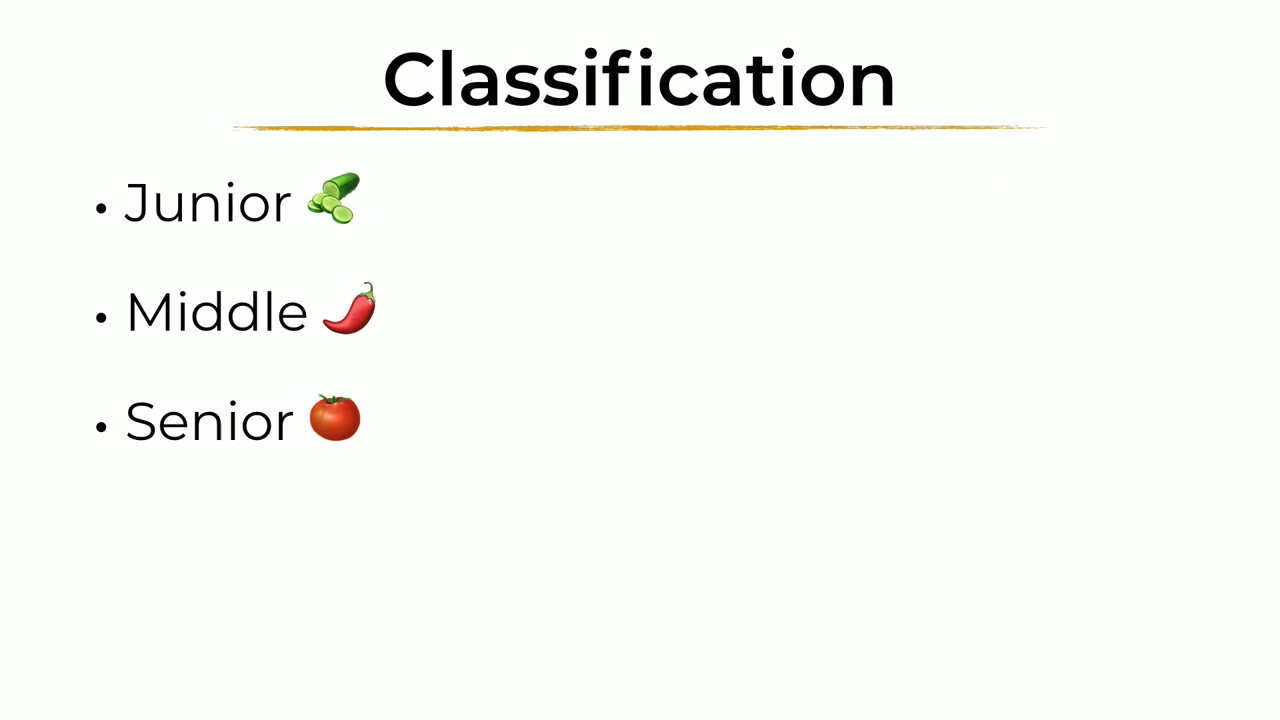 Classification
• Junior 🥒
• Middle 🌶️
• Senior 🍅